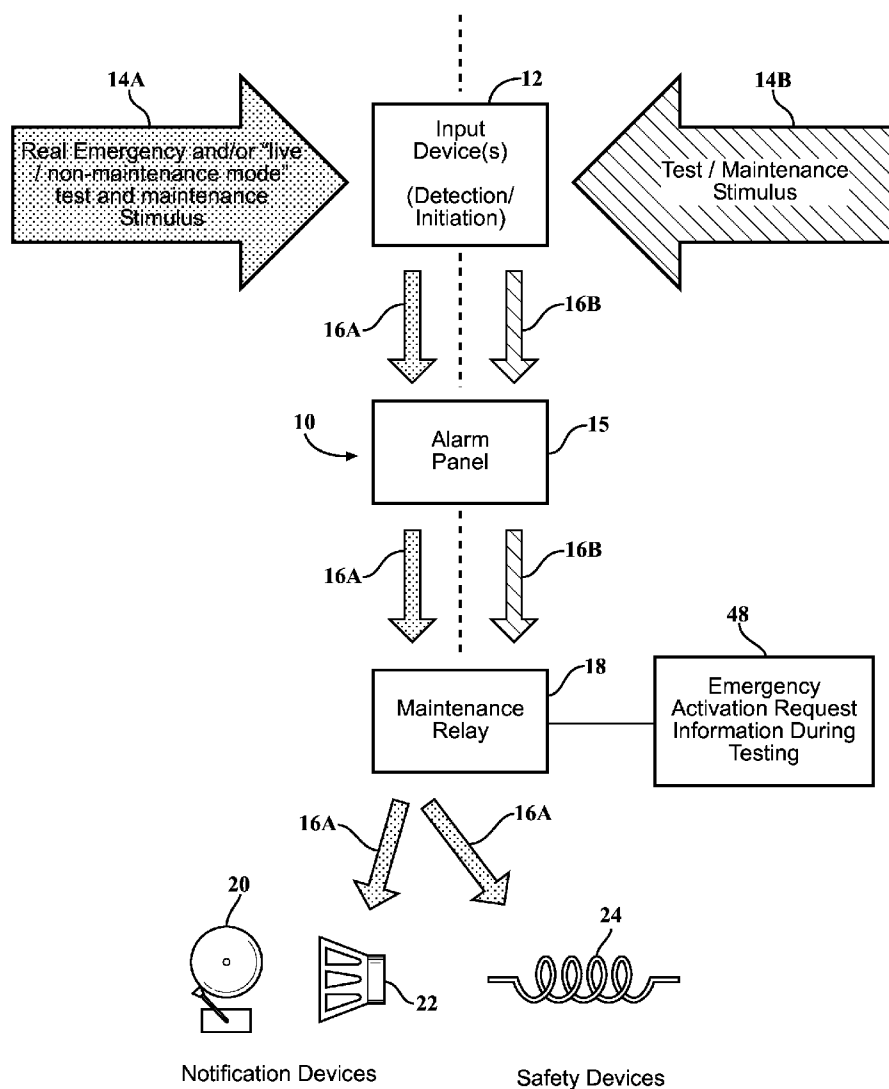 14A
12
14B
Input
Device(s)
(Detection/
Initiation)
Real Emergency and/or "live
/ non-maintenance mode"
test and maintenance
Stimulus
Test / Maintenance
Stimulus
16A
16B
10
Alarm
Panel
15
16A
16B
48
18
Maintenance
Relay
Emergency
Activation Request
Information During
Testing
16A
16A
20
22
24
Notification Devices
Safety Devices